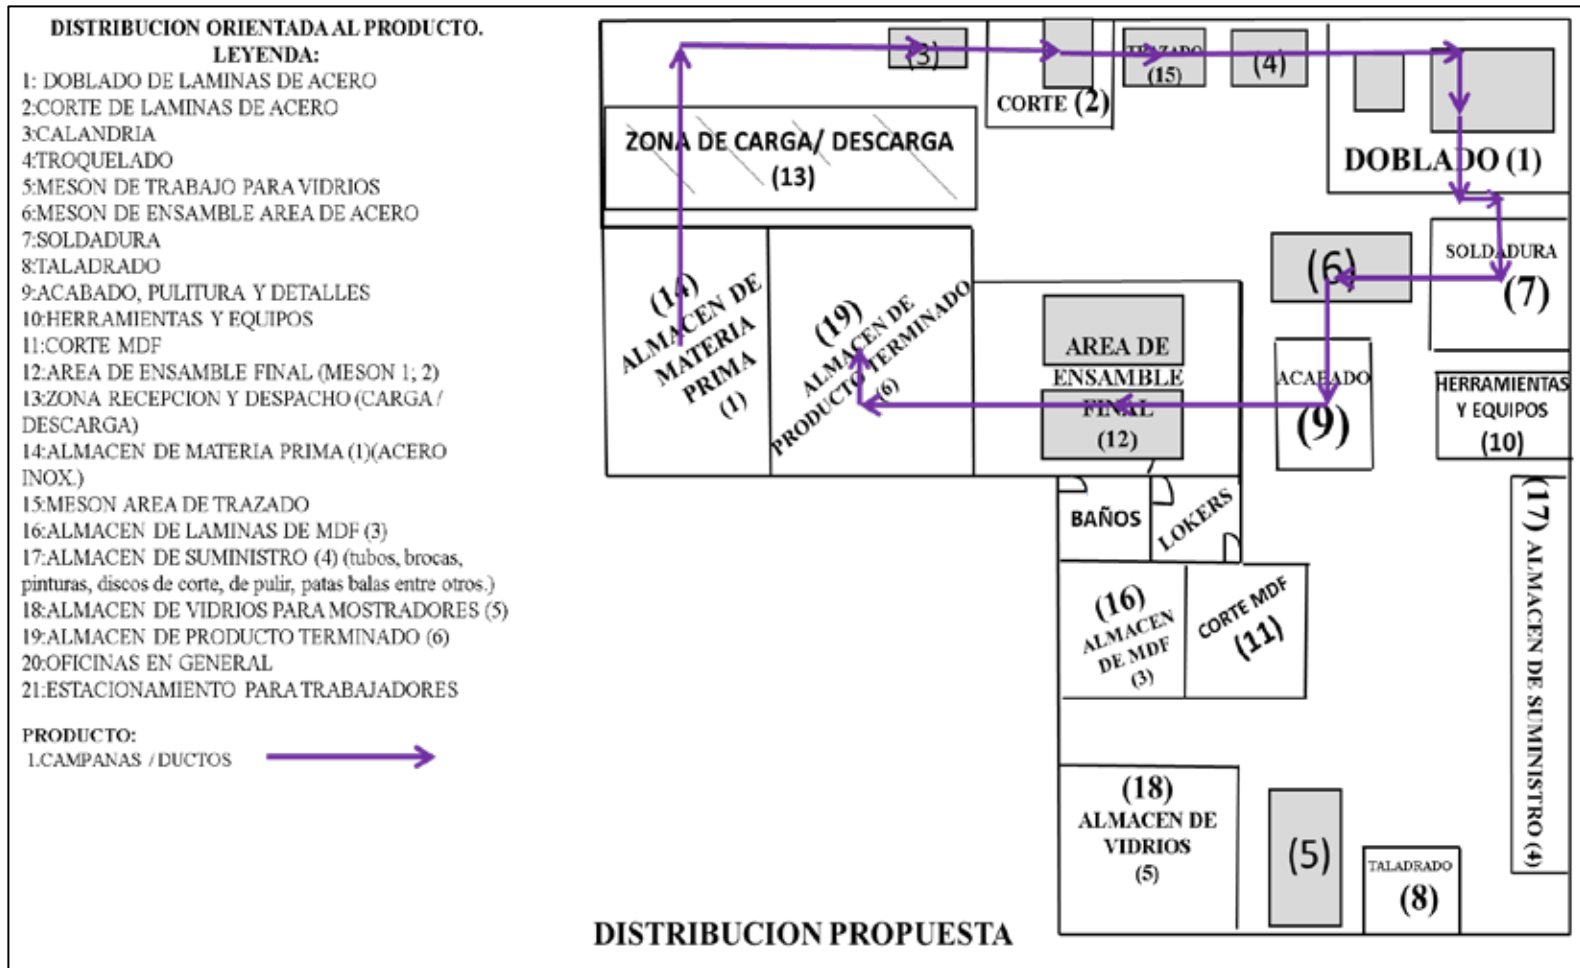 DISTRIBUCION ORIENTADA AL PRODUCTO.
LEYENDA:
1: DOBLADO DE LAMINAS DE ACERO
2:CORTE DE LAMINAS DE ACERO
3:CALANDRIA
4:TROQUELADO
5:MESON DE TRABAJO PARA VIDRIOS
6:MESON DE ENSAMBLE AREA DE ACERO
7:SOLDADURA
8:TALADRADO
9:ACABADO, PULITURA Y DETALLES
10:HERRAMIENTAS Y EQUIPOS
11:CORTE MDF
12:AREA DE ENSAMBLE FINAL (MESON 1; 2)
13:ZONA RECEPCION Y DESPACHO (CARGA /
DESCARGA)
14:ALMACEN DE MATERIA PRIMA (1)(ACERO
INOX.)
15:MESON AREA DE TRAZADO
16:ALMACEN DE LAMINAS DE MDF (3)
17:ALMACEN DE SUMINISTRO (4) (tubos, brocas,
pinturas, discos de corte, de pulir, patas balas entre otros.)
18:ALMACEN DE VIDRIOS PARA MOSTRADORES (5)
19:ALMACEN DE PRODUCTO TERMINADO (6)
20:OFICINAS EN GENERAL
21:ESTACIONAMIENTO PARA TRABAJADORES
PRODUCTO:
1.CAMPANAS / DUCTOS
(3)
CORTE (2)
TRAZADO
(15)
(4)
DOBLADO (1)
ZONA DE CARGA/ DESCARGA
(13)
SOLDADURA
(7)
(6)
(14)
ALMACEN DE
MATERIA
PRIMA
(1)
(19)
ALMACEN DE
PRODUCTO TERMINADO
(6)
AREA DE
ENSAMBLE
FINAL
(12)
ACABADO
(9)
HERRAMIENTAS
Y EQUIPOS
(10)
BAÑOS
LOKERS
(17) ALMACEN DE SUMINISTRO (4)
(16)
ALMACEN
DE MDF
(3)
CORTE MDF
(11)
(18)
ALMACEN DE
VIDRIOS
(5)
(5)
TALADRADO
(8)
DISTRIBUCION PROPUESTA